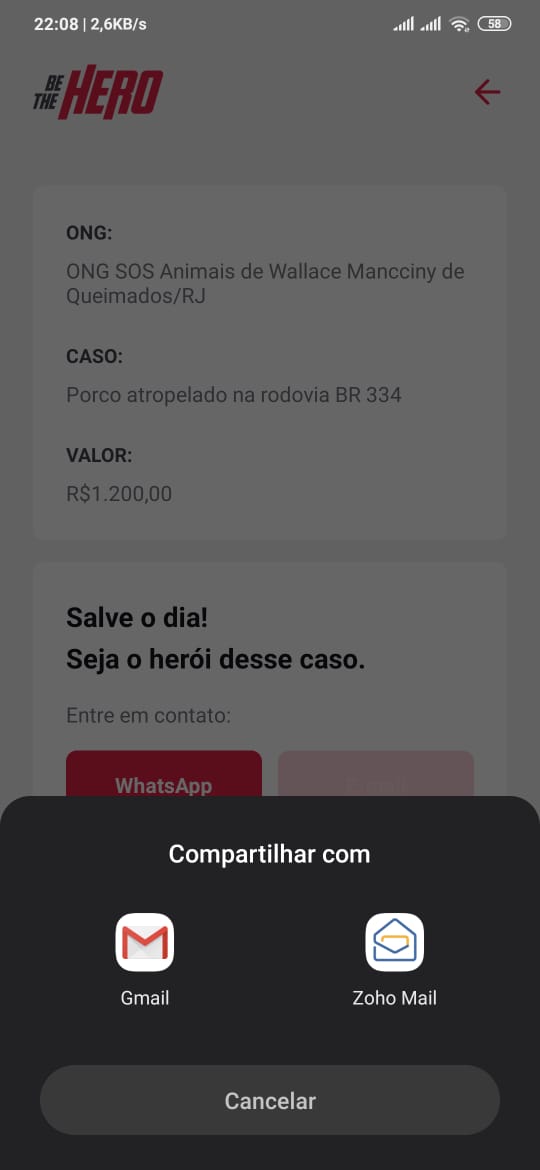 22:08 | 2,6KB/s
58
BE
THE HERO
ONG:
ONG SOS Animais de Wallace Mancciny de
Queimados/RJ
CASO:
Porco atropelado na rodovia BR 334
VALOR:
R$1.200,00
Salve o dia!
Seja o herói desse caso.
Entre em contato:
WhatsApp
E-mail
Compartilhar com
Gmail
Zoho Mail
Cancelar